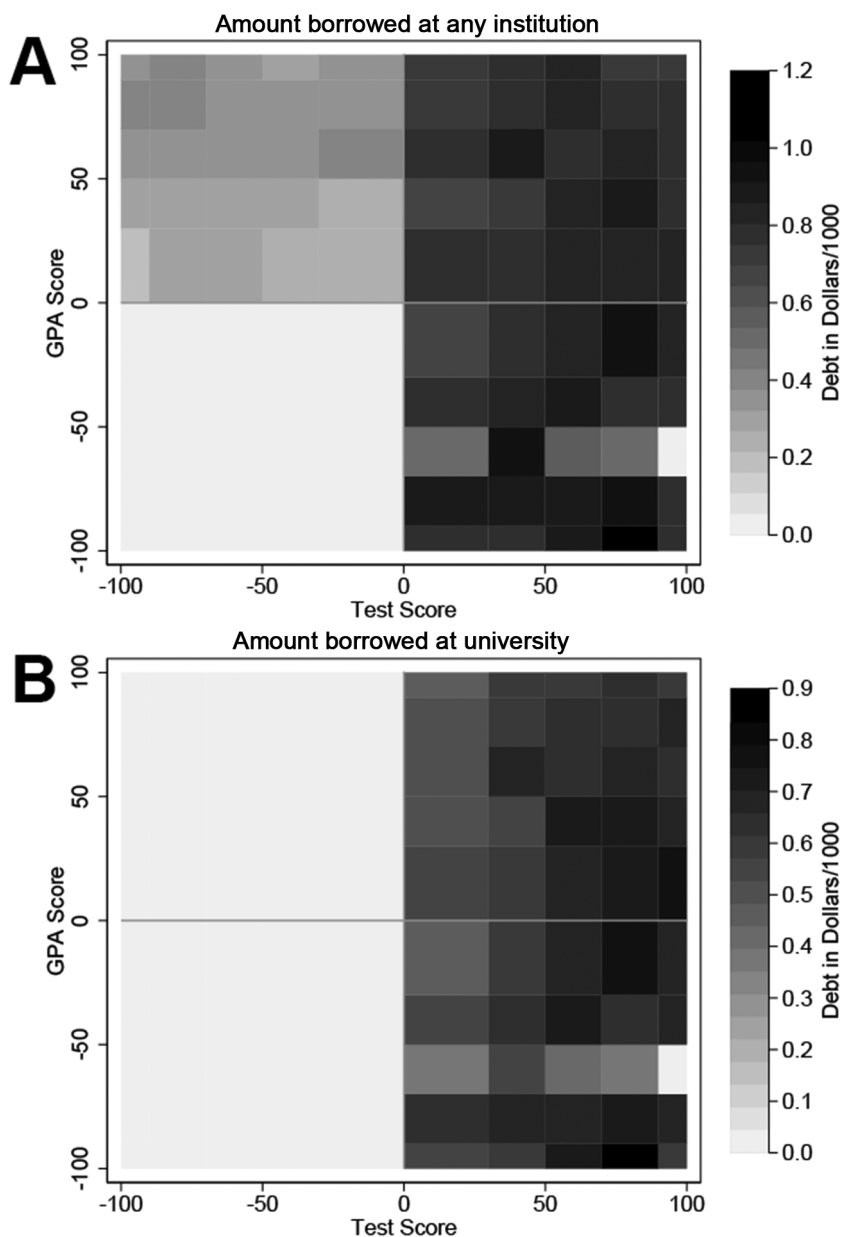 Amount borrowed at any institution
A
100
50
0
-50
-100
GPA Score
-100 -50 0 50 100
Test Score
1.2
1.0
0.8
0.6
0.4
0.2
0.0
Debt in Dollars/1000
Amount borrowed at university
B
100
50
0
-50
-100
GPA Score
-100 -50 0 50 100
Test Score
0.9
0.8
0.7
0.6
0.5
0.4
0.3
0.2
0.1
0.0
Debt in Dollars/1000